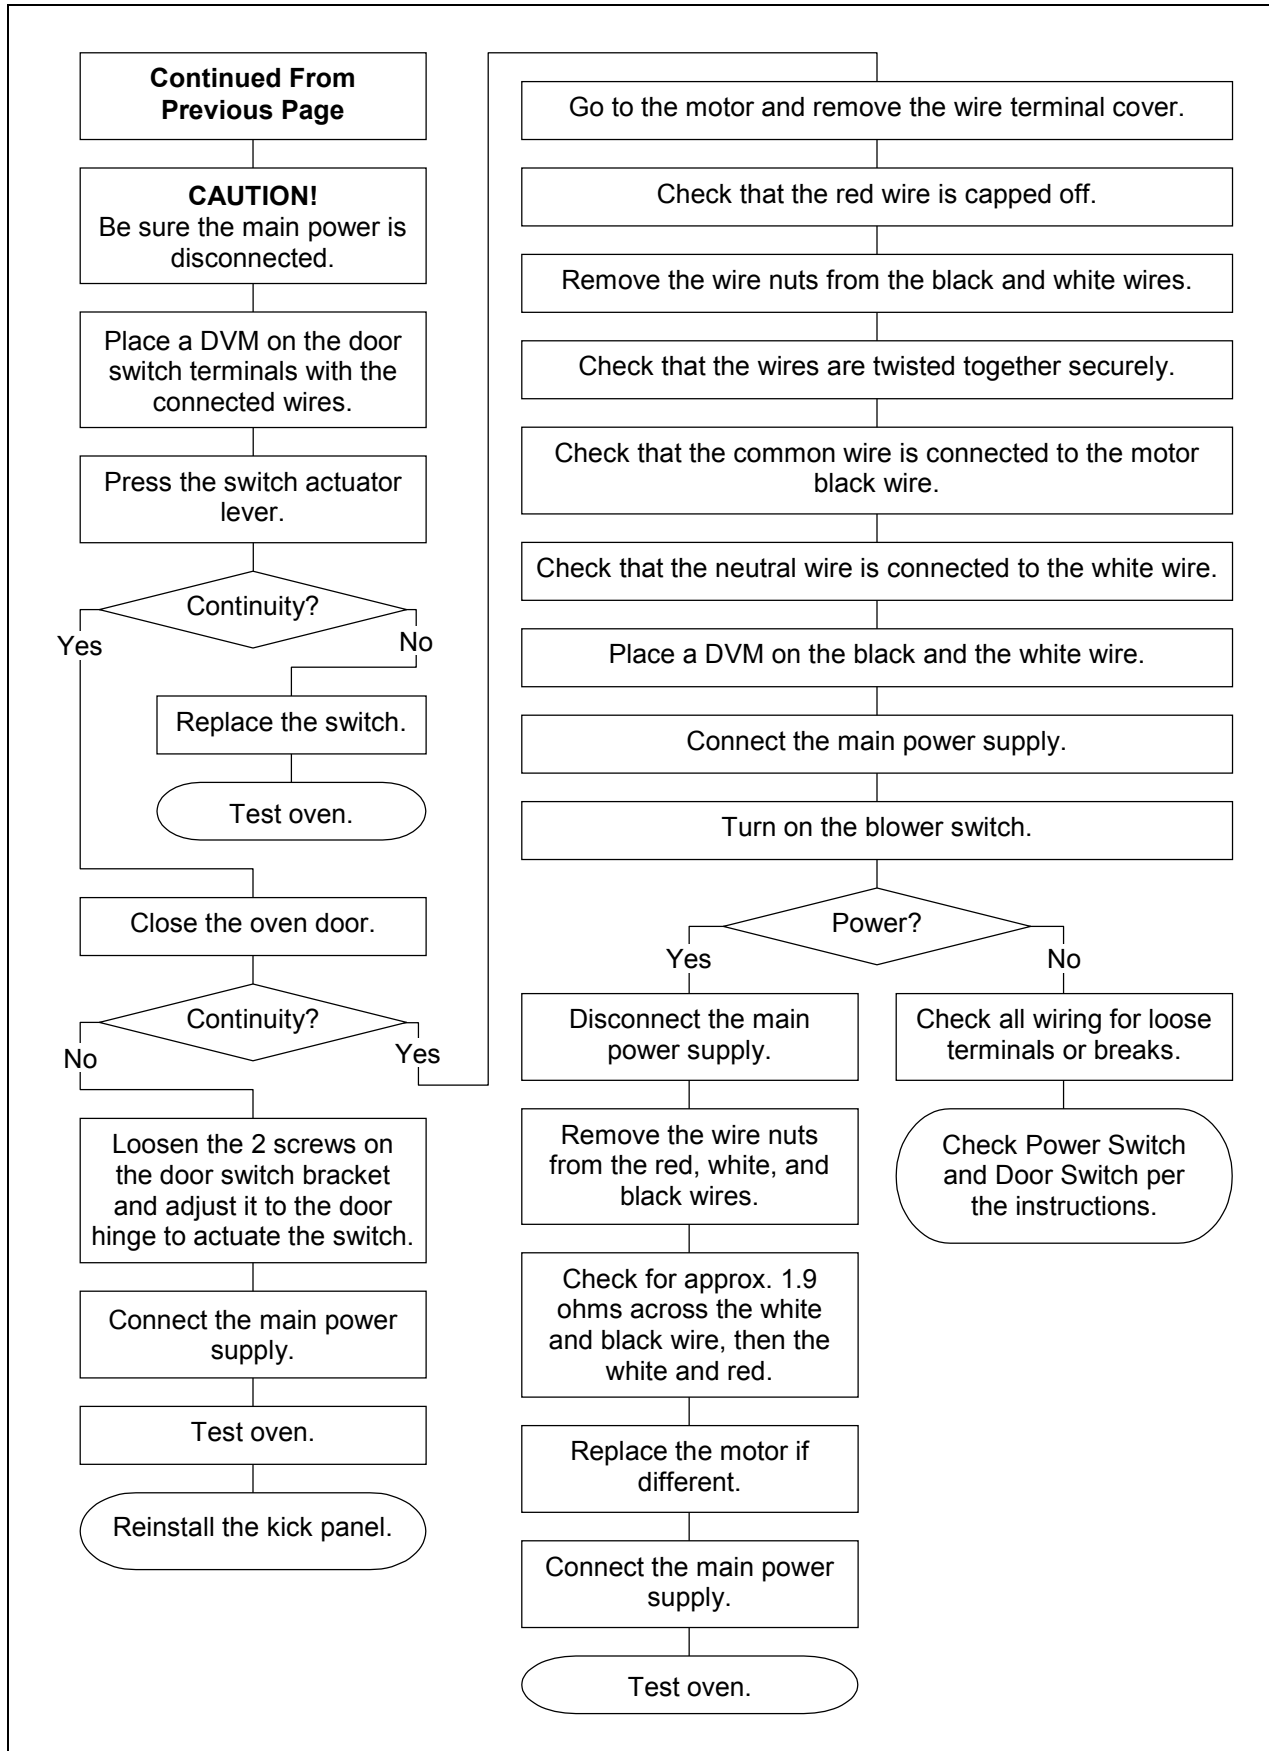 Continued From
Previous Page
CAUTION!
Be sure the main power is
disconnected.
Place a DVM on the door
switch terminals with the
connected wires.
Press the switch actuator
lever.
Continuity?
Yes
No
Replace the switch.
Test oven.
Close the oven door.
Continuity?
No
Yes
Loosen the 2 screws on
the door switch bracket
and adjust it to the door
hinge to actuate the switch.
Connect the main power
supply.
Test oven.
Reinstall the kick panel.
Go to the motor and remove the wire terminal cover.
Check that the red wire is capped off.
Remove the wire nuts from the black and white wires.
Check that the wires are twisted together securely.
Check that the common wire is connected to the motor
black wire.
Check that the neutral wire is connected to the white wire.
Place a DVM on the black and the white wire.
Connect the main power supply.
Turn on the blower switch.
Power?
Yes
No
Disconnect the main
power supply.
Remove the wire nuts
from the red, white, and
black wires.
Check for approx. 1.9
ohms across the white
and black wire, then the
white and red.
Replace the motor if
different.
Connect the main power
supply.
Test oven.
Check all wiring for loose
terminals or breaks.
Check Power Switch
and Door Switch per
the instructions.